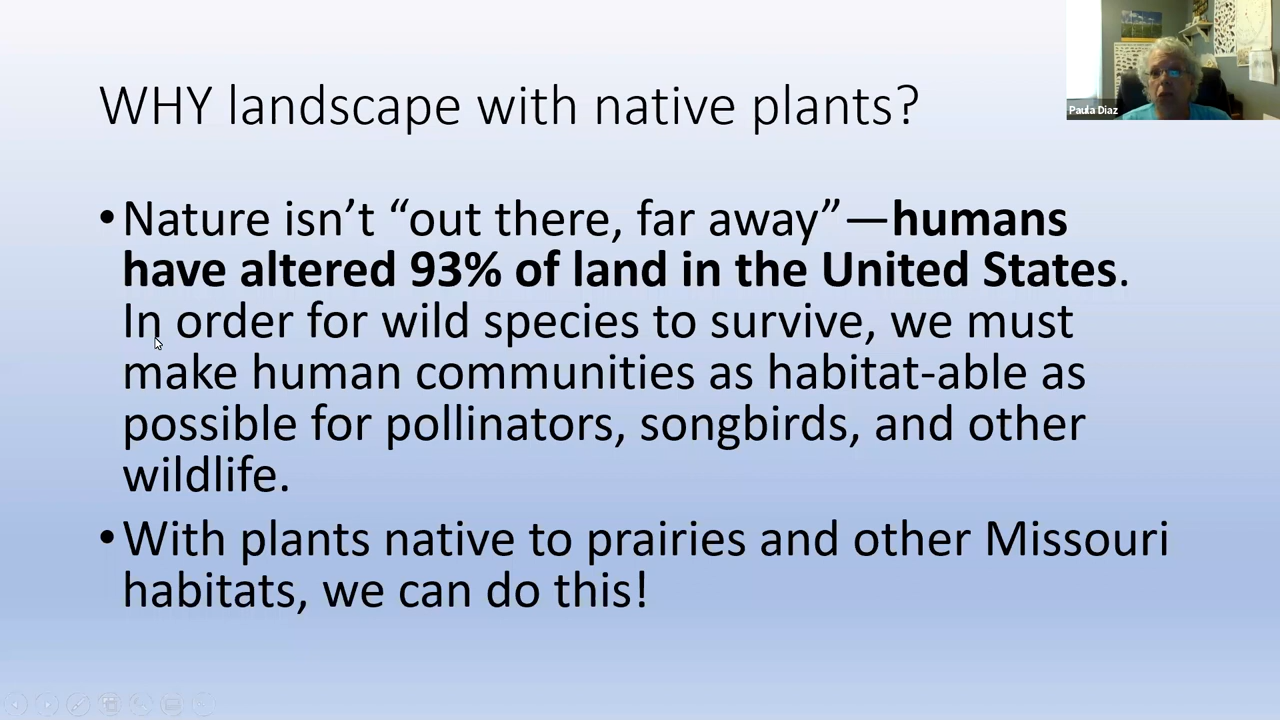 WHY landscape with native plants?
Paula Diaz
•Nature isn’t “out there, far away”—humans
have altered 93% of land in the United States.
In order for wild species to survive, we must
make human communities as habitat-able as
possible for pollinators, songbirds, and other
wildlife.
•With plants native to prairies and other Missouri
habitats, we can do this!